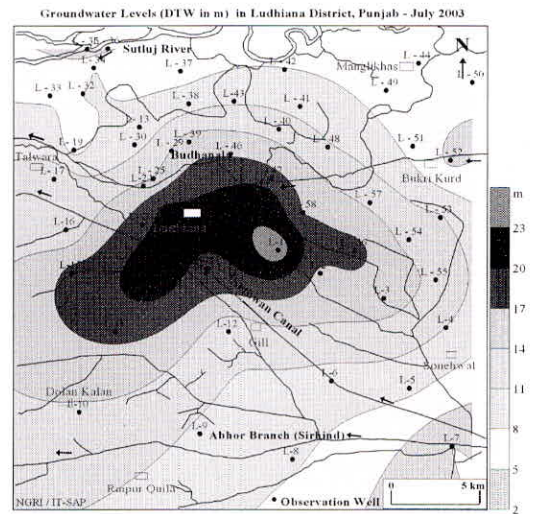 Groundwater Levels (DTW in m) in Ludhiana District, Punjab - July 2003
L - 35
36
Sutluj River
L - 34
L - 37
L - 42
L - 44
N
Manglikhas
L - 50
L - 33
L - 32
L - 49
L - 38
L - 43
L - 41
L - 13
L - 40
L - 30
L - 39
L - 29
L - 48
L - 51
L - 19
Budhanal
L - 46
L - 52
Talwara
L - 17
L - 25
Bukri Kurd
m
L - 57
L - 16
58
L - 53
23
L - 54
L-1
20
L - 55
L - 3
17
Canal
L-12
Gill
L - 4
14
Sonehwal
L - 6
L - 5
11
Dolan Kalan
L-10
L-9
Abhor Branch (Sirhind)
8
L-7
L-8
Raipur Quila
5
0 5 km
NGRI / IT-SAP
Observation Well
2